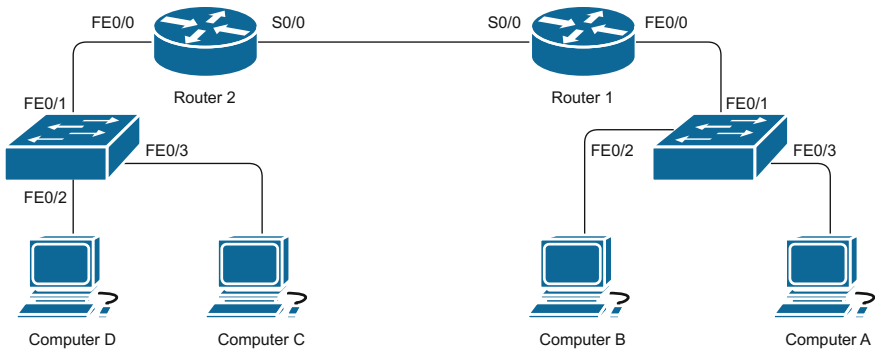 FE0/0 S0/0 S0/0 FE0/0
Router 2 Router 1
FE0/1 FE0/1
FE0/3 FE0/2 FE0/3
FE0/2
Computer D Computer C Computer B Computer A